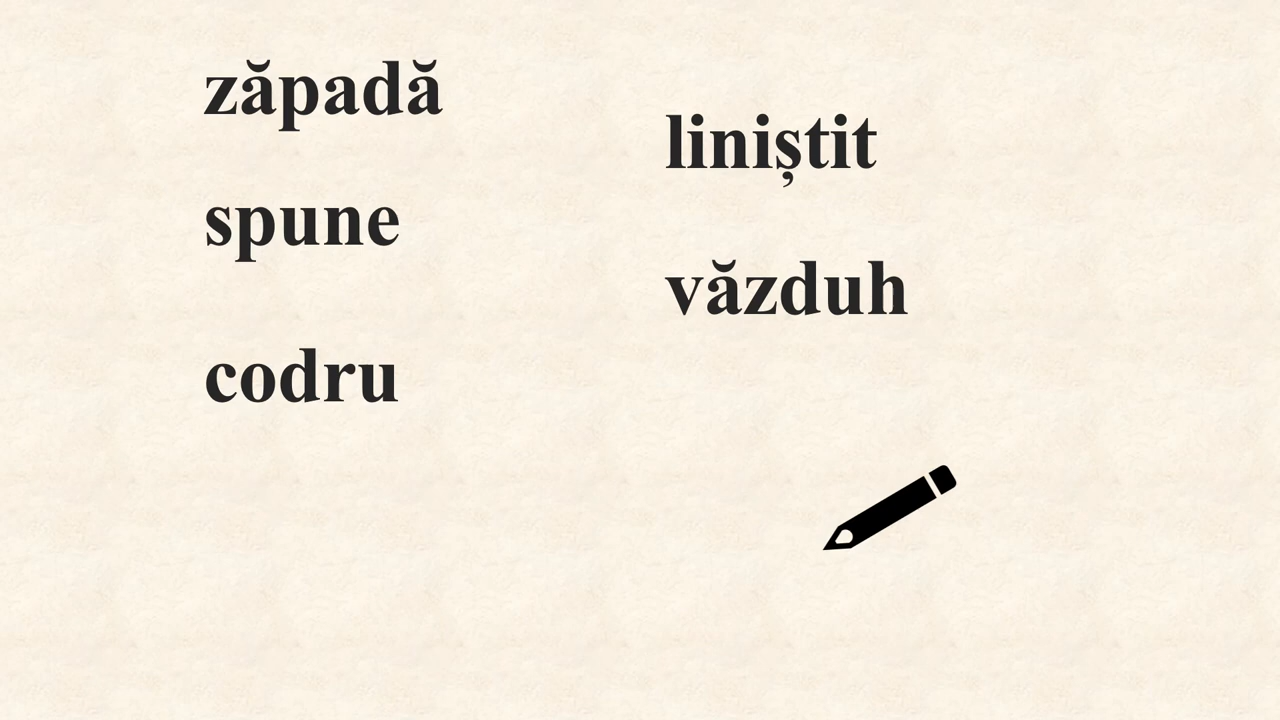 zăpadă
spune
codru
liniștit
văzduh